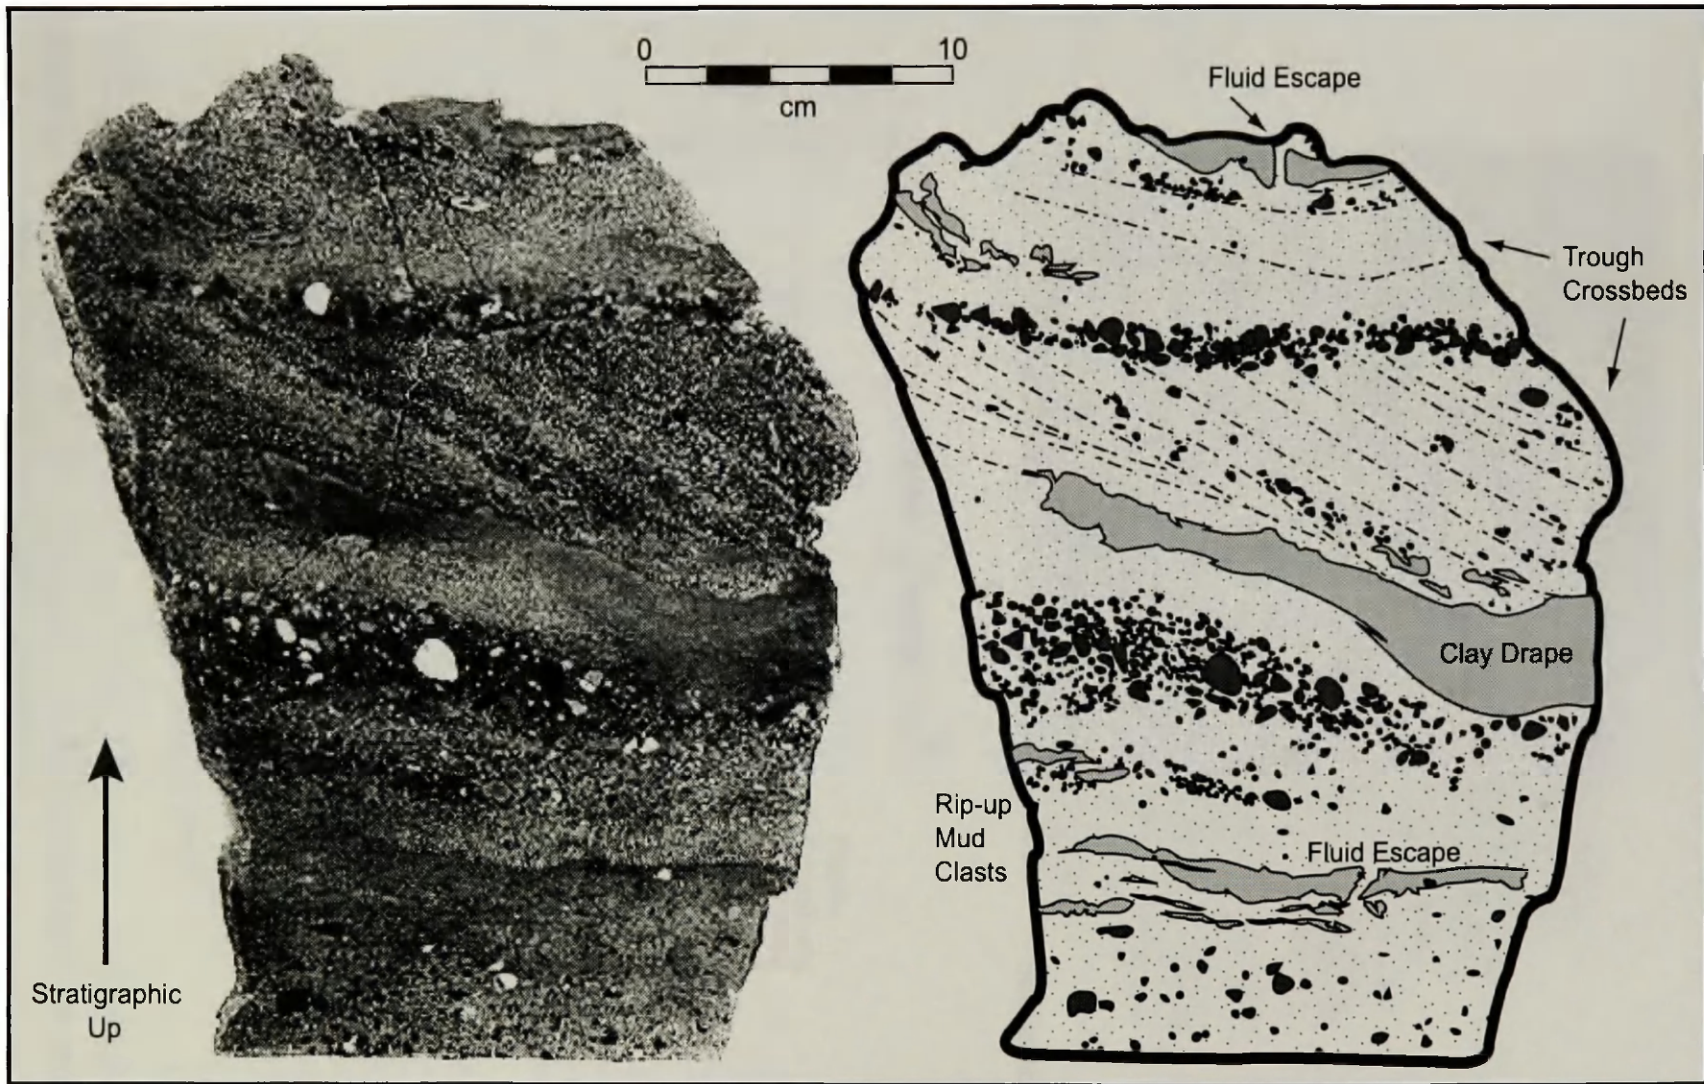 0 10
cm
Fluid Escape
Trough
Crossbeds
Clay Drape
Rip-up
Mud
Clasts
Fluid Escape
Stratigraphic
Up